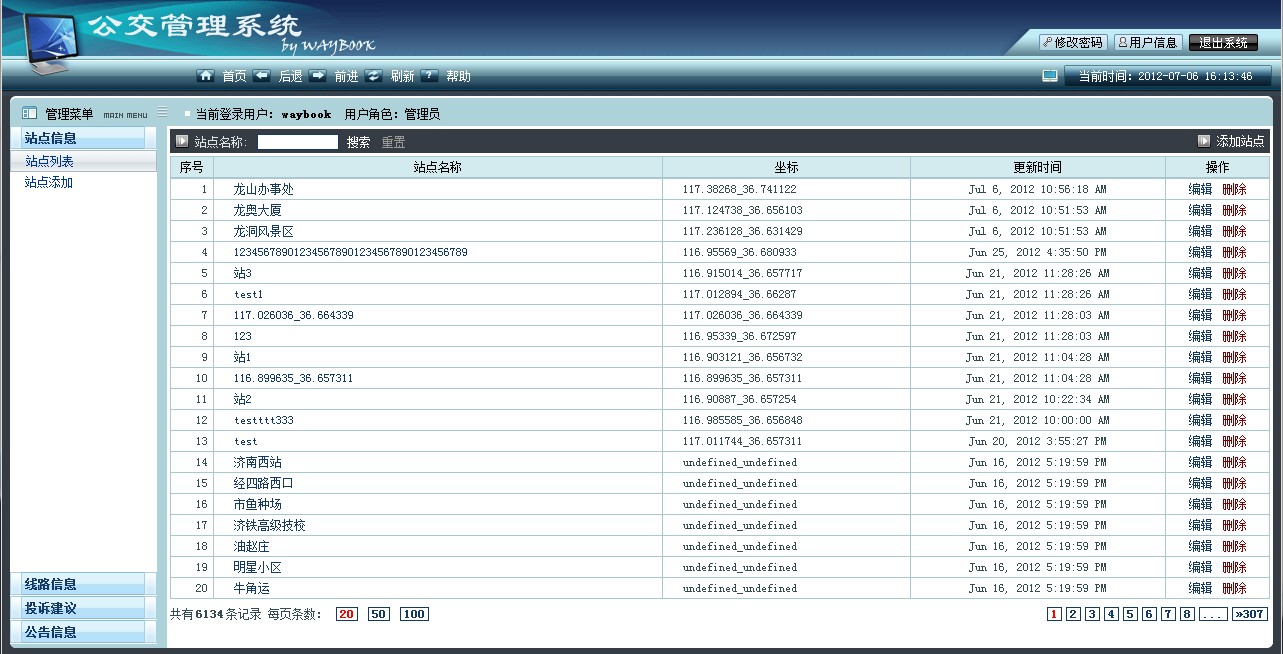 公交管理系统
by WAYBOOK
修改密码 用户信息 退出系统
首页 后退 前进 刷新 帮助
当前时间：2012-07-06 16:13:46
管理菜单 MAIN MENU
当前登录用户：waybook 用户角色：管理员
站点信息
站点列表
站点添加
线路信息
投诉建议
公告信息
站点名称: 搜索 重置 添加站点
序号 站点名称 坐标 更新时间 操作
1 龙山办事处 117.38268_36.741122 Jul 6, 2012 10:56:18 AM 编辑 删除
2 龙奥大厦 117.124738_36.656103 Jul 6, 2012 10:51:53 AM 编辑 删除
3 龙洞风景区 117.236128_36.631429 Jul 6, 2012 10:51:53 AM 编辑 删除
4 123456789012345678901234567890123456789 116.95569_36.680933 Jun 25, 2012 4:35:50 PM 编辑 删除
5 站3 116.915014_36.657717 Jun 21, 2012 11:28:26 AM 编辑 删除
6 test1 117.012894_36.66287 Jun 21, 2012 11:28:26 AM 编辑 删除
7 117.026036_36.664339 117.026036_36.664339 Jun 21, 2012 11:28:03 AM 编辑 删除
8 123 116.95339_36.672597 Jun 21, 2012 11:28:03 AM 编辑 删除
9 站1 116.903121_36.656732 Jun 21, 2012 11:04:28 AM 编辑 删除
10 116.899635_36.657311 116.899635_36.657311 Jun 21, 2012 11:04:28 AM 编辑 删除
11 站2 116.90887_36.657254 Jun 21, 2012 10:22:34 AM 编辑 删除
12 testttt333 116.985585_36.656848 Jun 21, 2012 10:00:00 AM 编辑 删除
13 test 117.011744_36.657311 Jun 20, 2012 3:55:27 PM 编辑 删除
14 济南西站 undefined_undefined Jun 16, 2012 5:19:59 PM 编辑 删除
15 经四路西口 undefined_undefined Jun 16, 2012 5:19:59 PM 编辑 删除
16 市鱼种场 undefined_undefined Jun 16, 2012 5:19:59 PM 编辑 删除
17 济铁高级技校 undefined_undefined Jun 16, 2012 5:19:59 PM 编辑 删除
18 油赵庄 undefined_undefined Jun 16, 2012 5:19:59 PM 编辑 删除
19 明星小区 undefined_undefined Jun 16, 2012 5:19:59 PM 编辑 删除
20 牛角运 undefined_undefined Jun 16, 2012 5:19:59 PM 编辑 删除
共有6134条记录 每页条数： 20 50 100 1 2 3 4 5 6 7 8 ... »307